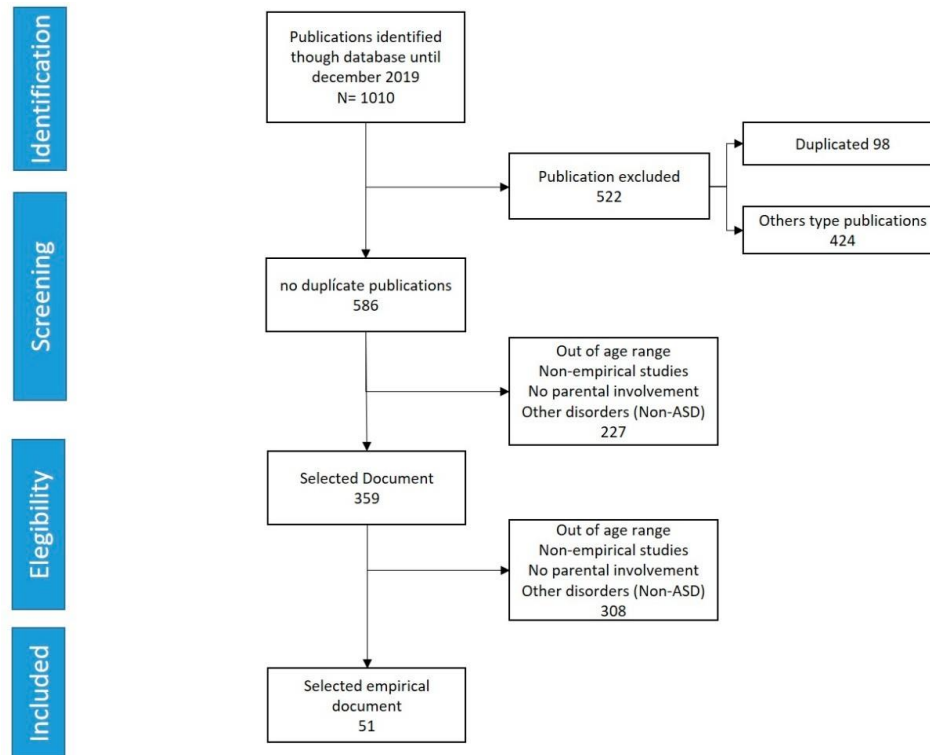 Identification
Publications identified
though database until
december 2019
N= 1010
Duplicated 98
Publication excluded
522
Others type publications
424
Screening
no duplícate publications
586
Out of age range
Non-empirical studies
No parental involvement
Other disorders (Non-ASD)
227
Elegibility
Selected Document
359
Out of age range
Non-empirical studies
No parental involvement
Other disorders (Non-ASD)
308
Included
Selected empirical
document
51